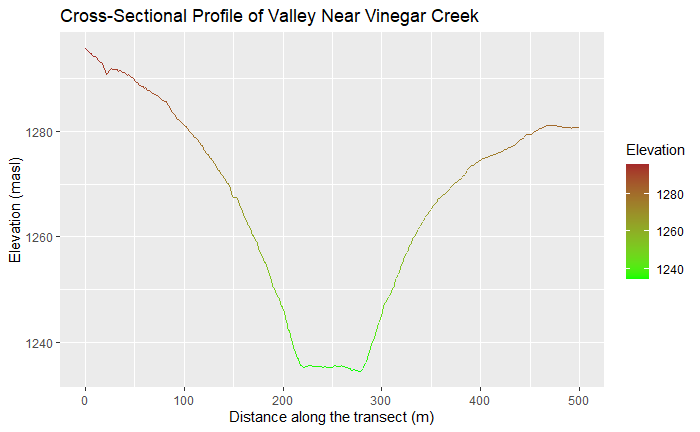 Cross-Sectional Profile of Valley Near Vinegar Creek
Elevation (masl)
1280
1260
1240
0 100 200 300 400 500
Distance along the transect (m)
Elevation
1280
1260
1240